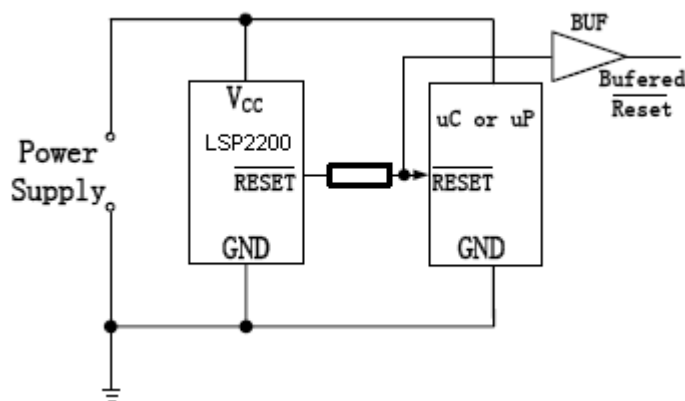 BUF
Bufered
Reset
VCC
LSP2200
RESET
GND
uC or uP
RESET
GND
Power
Supply